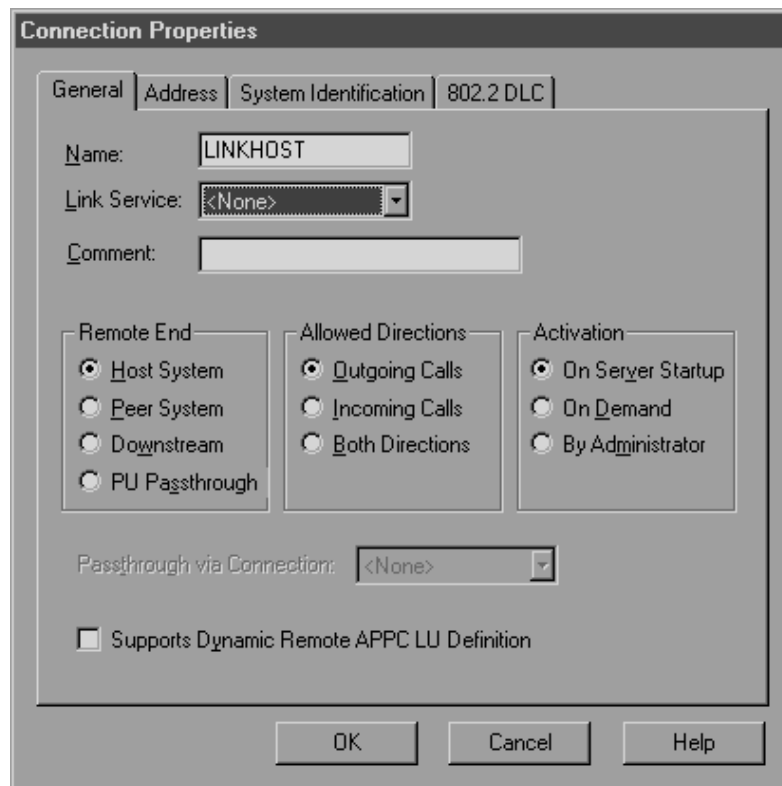 Connection Properties
General Address System Identification 802.2 DLC
Name: LINKHOST
Link Service: <None>
Comment:
Remote End Allowed Directions Activation
Host System Outgoing Calls On Server Startup
Peer System Incoming Calls On Demand
Downstream Both Directions By Administrator
PU Passthrough
Passthrough via Connection: <None>
Supports Dynamic Remote APPC LU Definition
OK Cancel Help